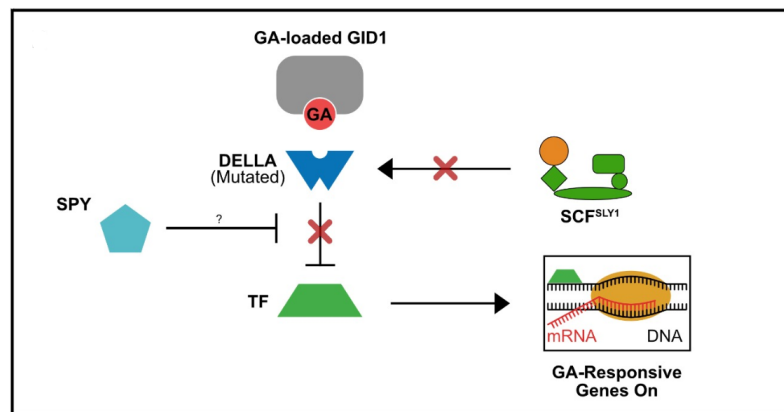 GA-loaded GID1
GA
DELLA
(Mutated)
SPY
?
SCFSLY1
TF
mRNA
DNA
GA-Responsive
Genes On